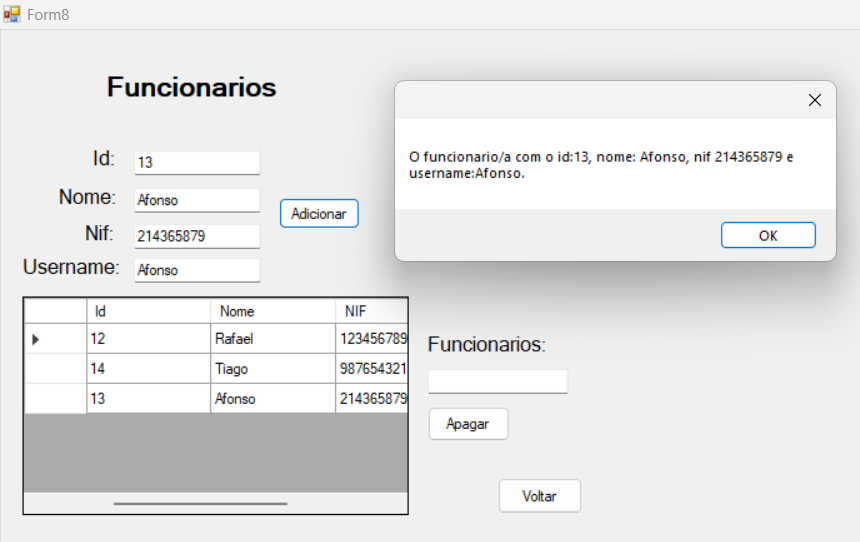 Form8
Funcionarios
Id: 13
Nome: Afonso
Adicionar
Nif: 214365879
Username: Afonso
O funcionario/a com o id:13, nome: Afonso, nif 214365879 e
username:Afonso.
OK
Id Nome NIF
12 Rafael 123456789
14 Tiago 987654321
13 Afonso 214365879
Funcionarios:
Apagar
Voltar